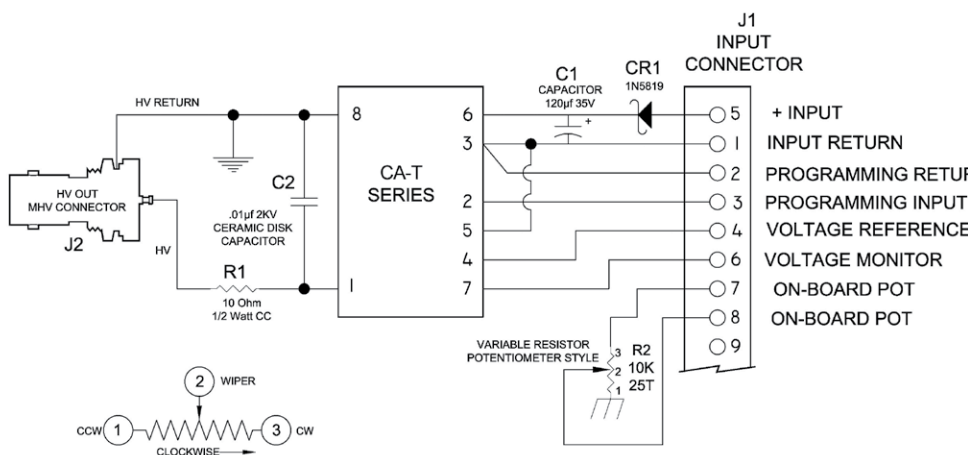 J1
INPUT
CONNECTOR
C1
CAPACITOR
120µf 35V
+
CR1
1N5819
HV RETURN
8
6
5
+ INPUT
3
1
INPUT RETURN
2
PROGRAMMING RETUR
CA-T
SERIES
C2
HV OUT
MHV CONNECTOR
J2
2
3
PROGRAMMING INPUT
.01µf 2KV
CERAMIC DISK
CAPACITOR
5
4
VOLTAGE REFERENCE
HV
4
6
VOLTAGE MONITOR
R1
1
7
7
ON-BOARD POT
10 Ohm
1/2 Watt CC
8
ON-BOARD POT
VARIABLE RESISTOR
POTENTIOMETER STYLE
3
2
1
R2
10K
25T
9
2
WIPER
CCW
1
3
CW
CLOCKWISE